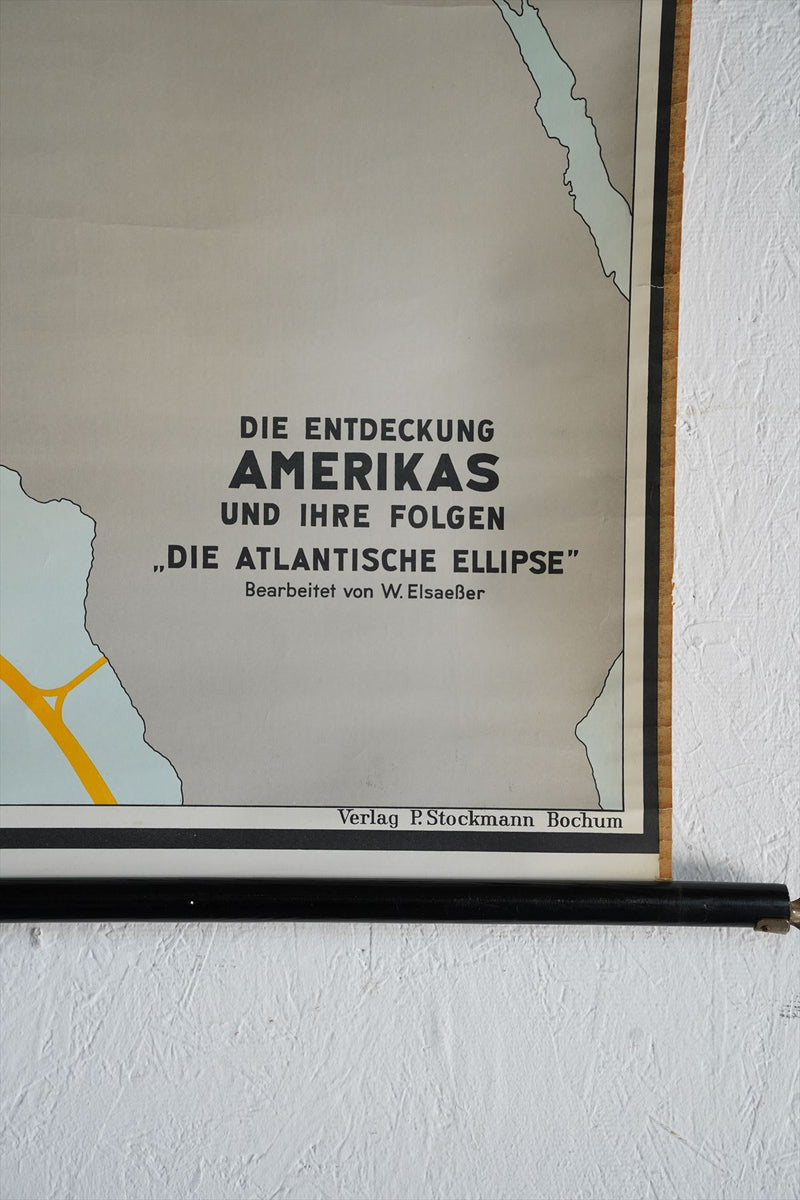 DIE ENTDECKUNG
AMERIKAS
UND IHRE FOLGEN
„DIE ATLANTISCHE ELLIPSE”
Bearbeitet von W. Elsaeßer
Verlag P. Stockmann Bochum